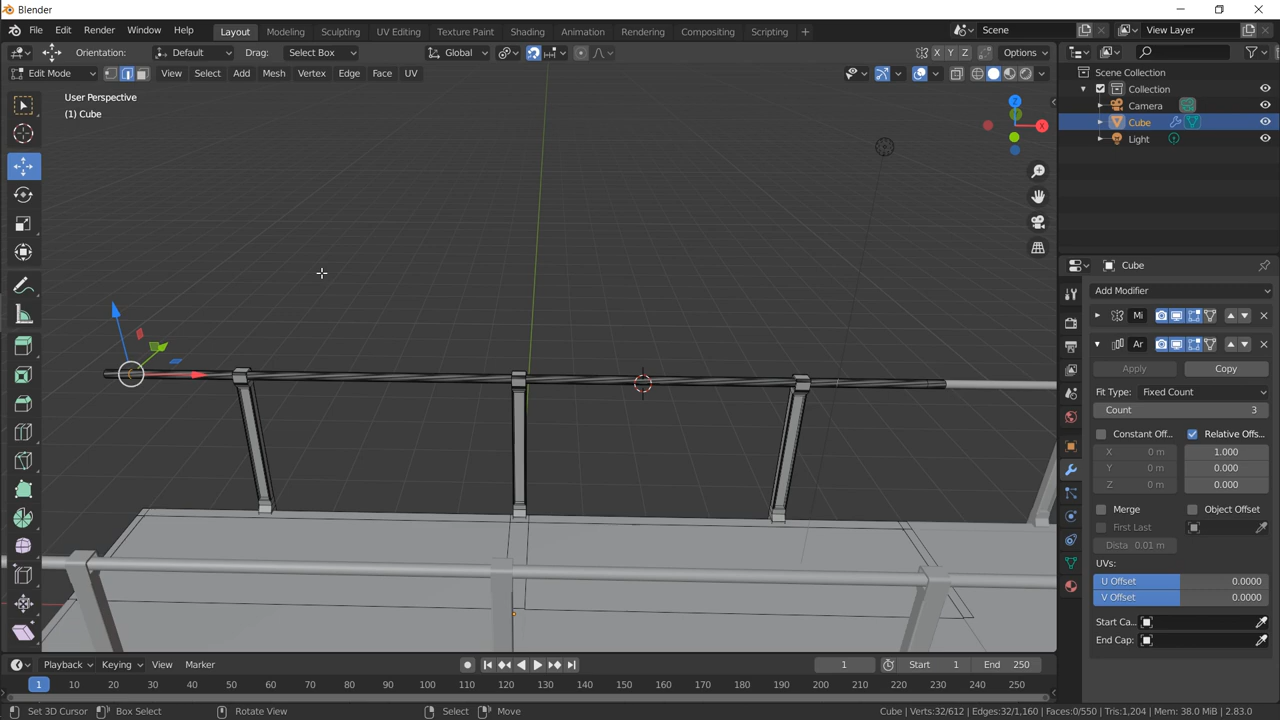 Blender
File Edit Render Window Help Layout Modeling Sculpting UV Editing Texture Paint Shading Animation Rendering Compositing Scripting + Scene View Layer
Orientation: Default Drag: Select Box Global X Y Z Options
Edit Mode View Select Add Mesh Vertex Edge Face UV
User Perspective
(1) Cube
Z
X
Scene Collection
Collection
Camera
Cube
Light
Cube
Add Modifier
Mi
Ar
Apply Copy
Fit Type: Fixed Count
Count 3
Constant Off... Relative Offs...
X 0 m 1.000
Y 0 m 0.000
Z 0 m 0.000
Merge Object Offset
First Last
Dista 0.01 m
UVs:
U Offset 0.0000
V Offset 0.0000
Start Ca...
End Cap:
Playback Keying View Marker 1 Start 1 End 250
1 10 20 30 40 50 60 70 80 90 100 110 120 130 140 150 160 170 180 190 200 210 220 230 240 250
Set 3D Cursor Box Select Rotate View Select Move Cube | Verts:32/612 | Edges:32/1,160 | Faces:0/550 | Tris:1,204 | Mem: 38.0 MiB | 2.83.0